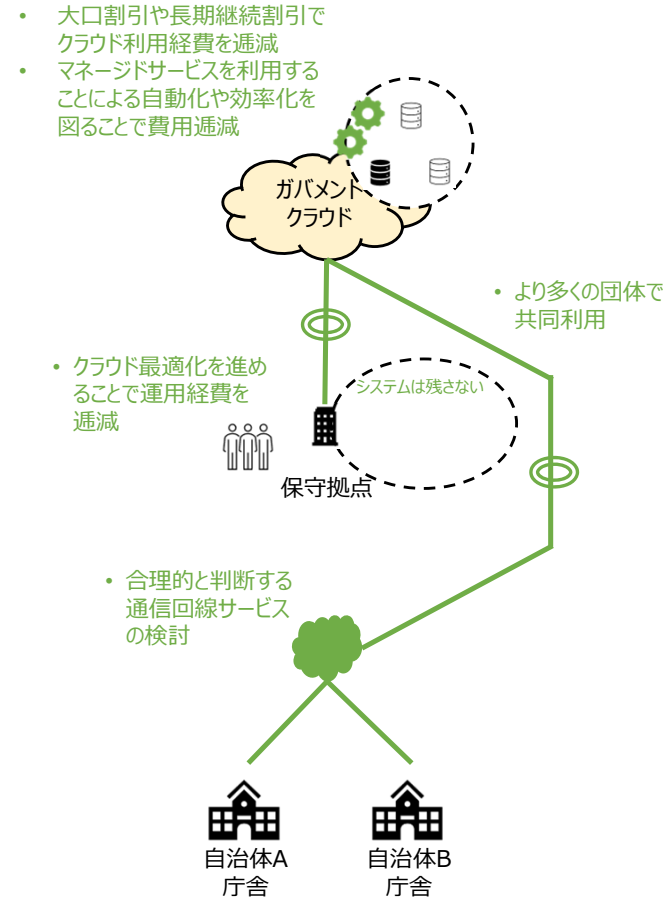 • 大口割引や長期継続割引で
クラウド利用経費を逓減
• マネージドサービスを利用する
ことによる自動化や効率化を
図ることで費用逓減
ガバメント
クラウド
• より多くの団体で
共同利用
• クラウド最適化を進め
ることで運用経費を
逓減
システムは残さない
保守拠点
• 合理的と判断する
通信回線サービス
の検討
自治体A
庁舎
自治体B
庁舎